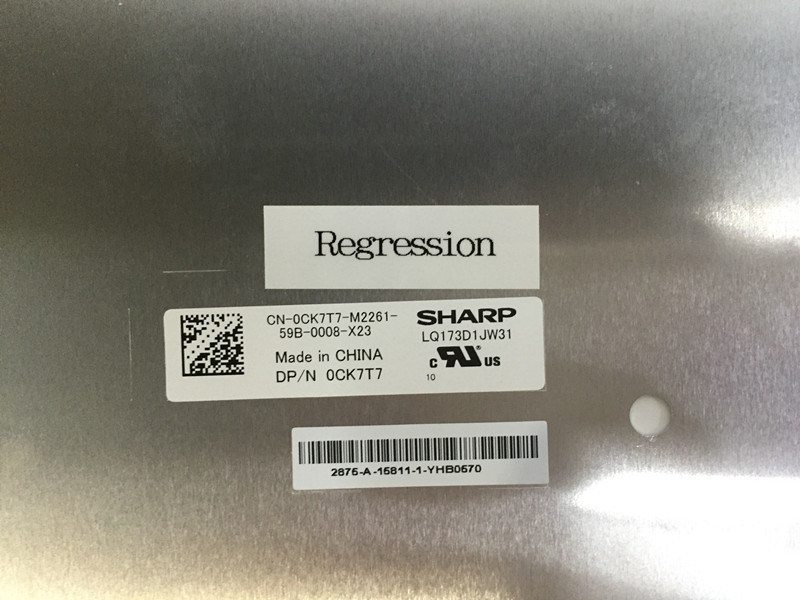 Regression
CN-0CK7T7-M2261-
59B-0008-X23
Made in CHINA
DP/N 0CK7T7
SHARP
LQ173D1JW31
c RU® US
10
2875-A-15811-1-YHB0570